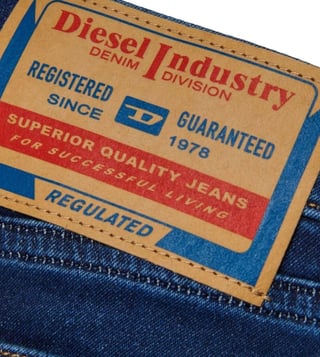 Diesel Industry
DENIM DIVISION
REGISTERED GUARANTEED
SINCE D 1978
SUPERIOR QUALITY JEANS
FOR SUCCESSFUL LIVING
REGULATED